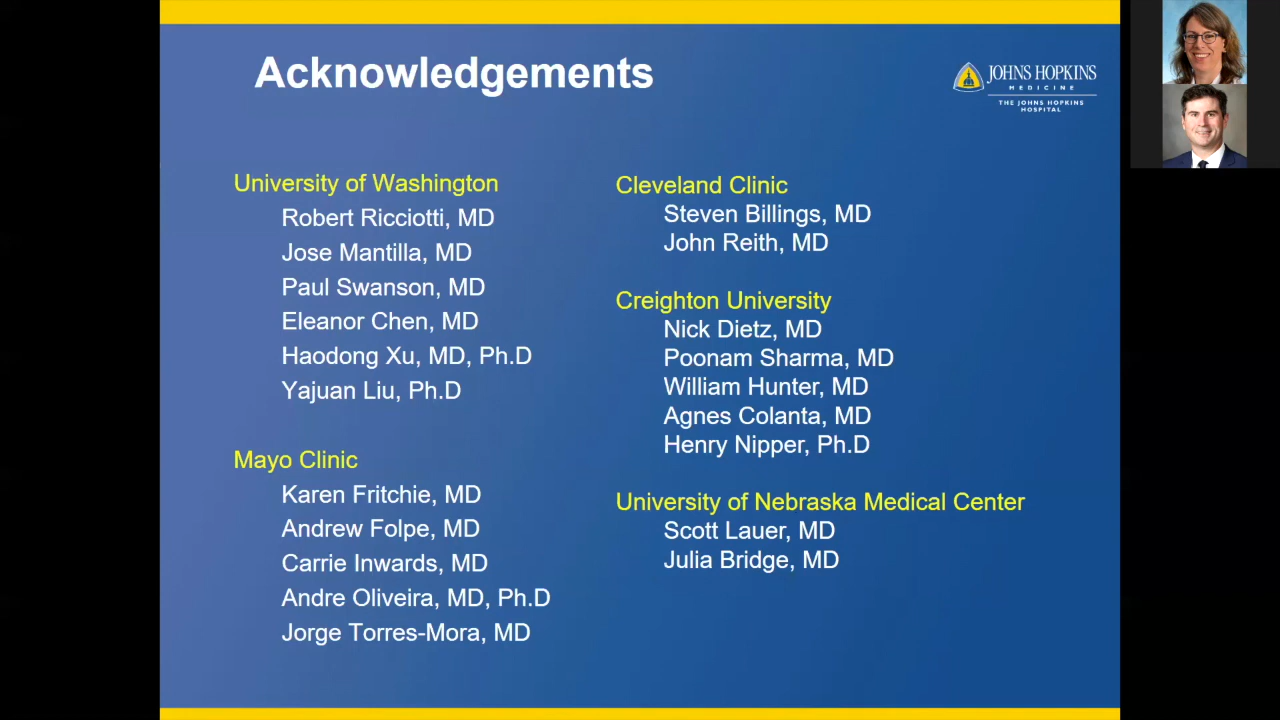 Acknowledgements
JOHNS HOPKINS
MEDICINE
THE JOHNS HOPKINS
HOSPITAL
University of Washington
Robert Ricciotti, MD
Jose Mantilla, MD
Paul Swanson, MD
Eleanor Chen, MD
Haodong Xu, MD, Ph.D
Yajuan Liu, Ph.D
Mayo Clinic
Karen Fritchie, MD
Andrew Folpe, MD
Carrie Inwards, MD
Andre Oliveira, MD, Ph.D
Jorge Torres-Mora, MD
Cleveland Clinic
Steven Billings, MD
John Reith, MD
Creighton University
Nick Dietz, MD
Poonam Sharma, MD
William Hunter, MD
Agnes Colanta, MD
Henry Nipper, Ph.D
University of Nebraska Medical Center
Scott Lauer, MD
Julia Bridge, MD